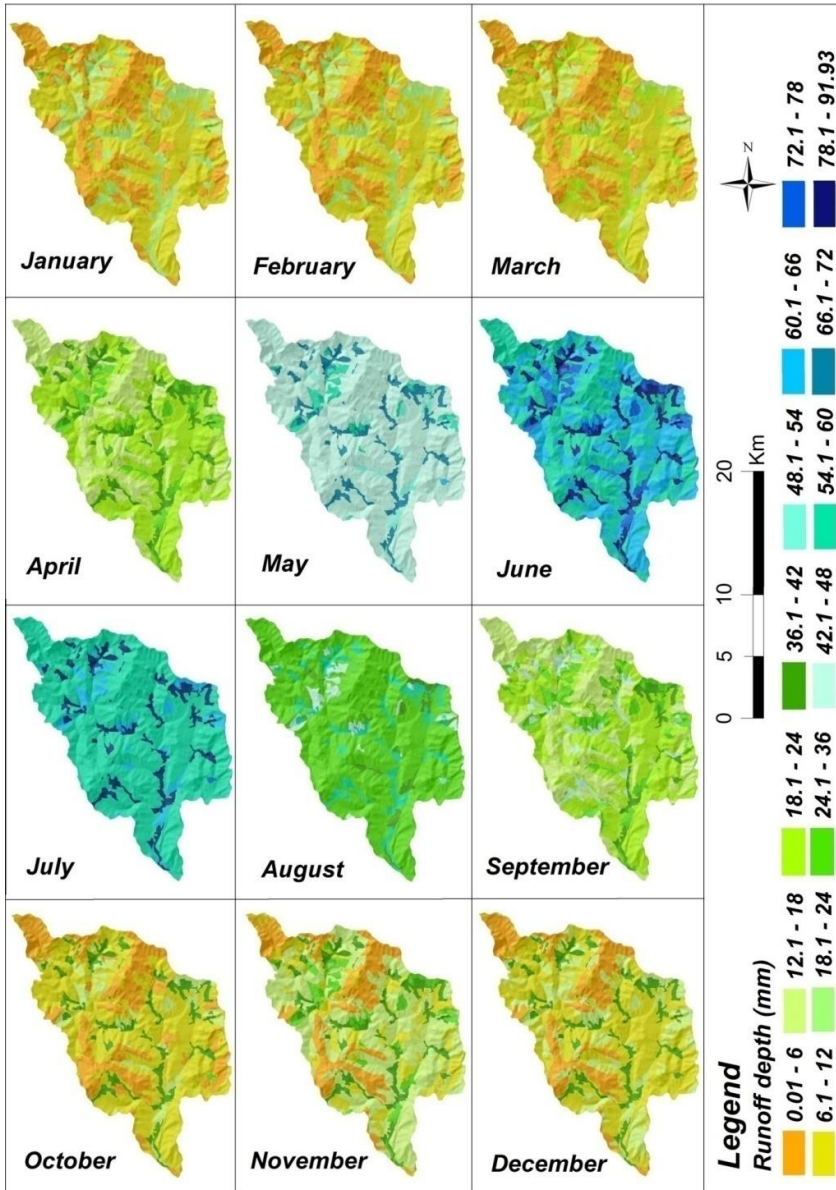 January
February
March
April
May
June
July
August
September
October
November
December
Legend
Runoff depth (mm)
0.01 - 6
6.1 - 12
12.1 - 18
18.1 - 24
18.1 - 24
24.1 - 36
36.1 - 42
42.1 - 48
48.1 - 54
54.1 - 60
60.1 - 66
66.1 - 72
72.1 - 78
78.1 - 91.93
0 5 10 20
Km
N